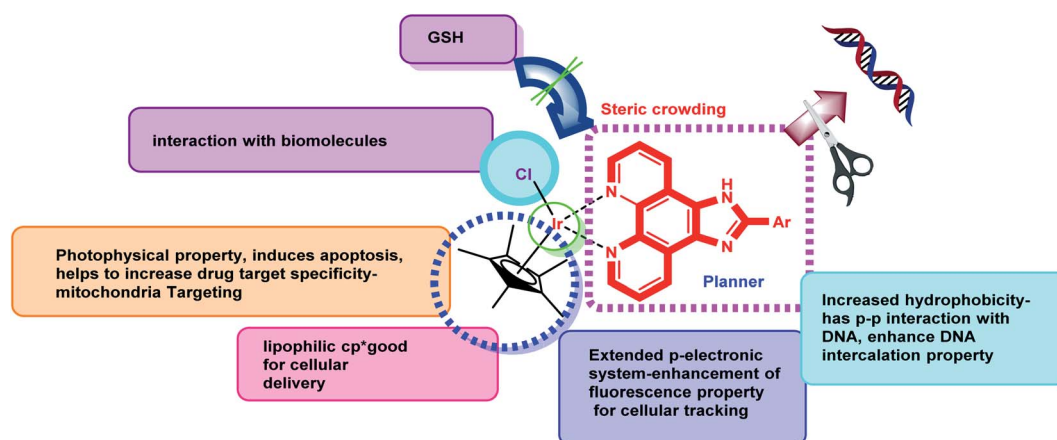 GSH
Steric crowding
interaction with biomolecules
Cl
Ir
N
N
H
N
N
Ar
Planner
Photophysical property, induces apoptosis,
helps to increase drug target specificity-
mitochondria Targeting
Increased hydrophobicity-
has p-p interaction with
DNA, enhance DNA
intercalation property
lipophilic cp*good
for cellular
delivery
Extended p-electronic
system-enhancement of
fluorescence property
for cellular tracking